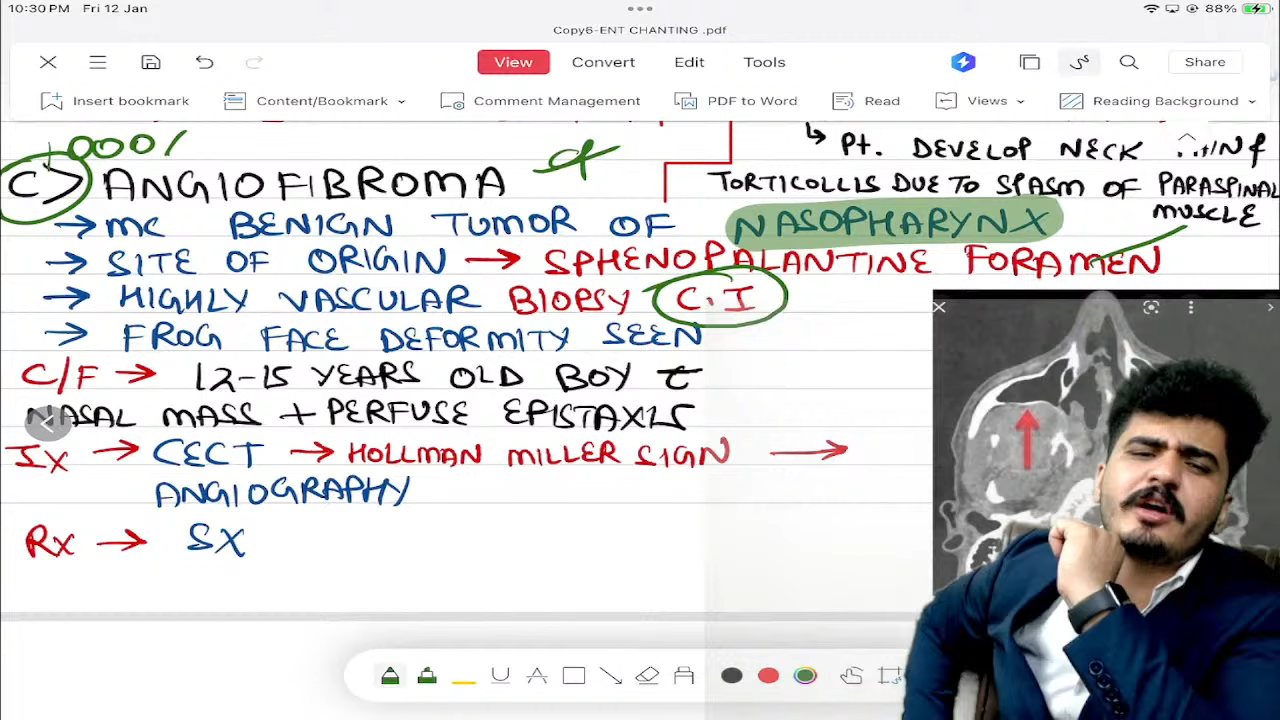 10:30 PM Fri 12 Jan
88%
Copy6-ENT CHANTING .pdf
View Convert Edit Tools Share
Insert bookmark Content/Bookmark Comment Management PDF to Word Read Views Reading Background
1000%
↳ Pt. DEVELOP NECK
C> ANGIOFIBROMA
TORTICOLLIS DUE TO SPASM OF PARASPINAL
MUSCLE
→ MC BENIGN TUMOR OF NASOPHARYNX
→ SITE OF ORIGIN → SPHENOPALANTINE FORAMEN
→ HIGHLY VASCULAR BIOPSY C.I
→ FROG FACE DEFORMITY SEEN
C/F → 12-15 YEARS OLD BOY c̄
NASAL MASS + PERFUSE EPISTAXIS
IX → CECT → HOLLMAN MILLER SIGN →
ANGIOGRAPHY
RX → SX